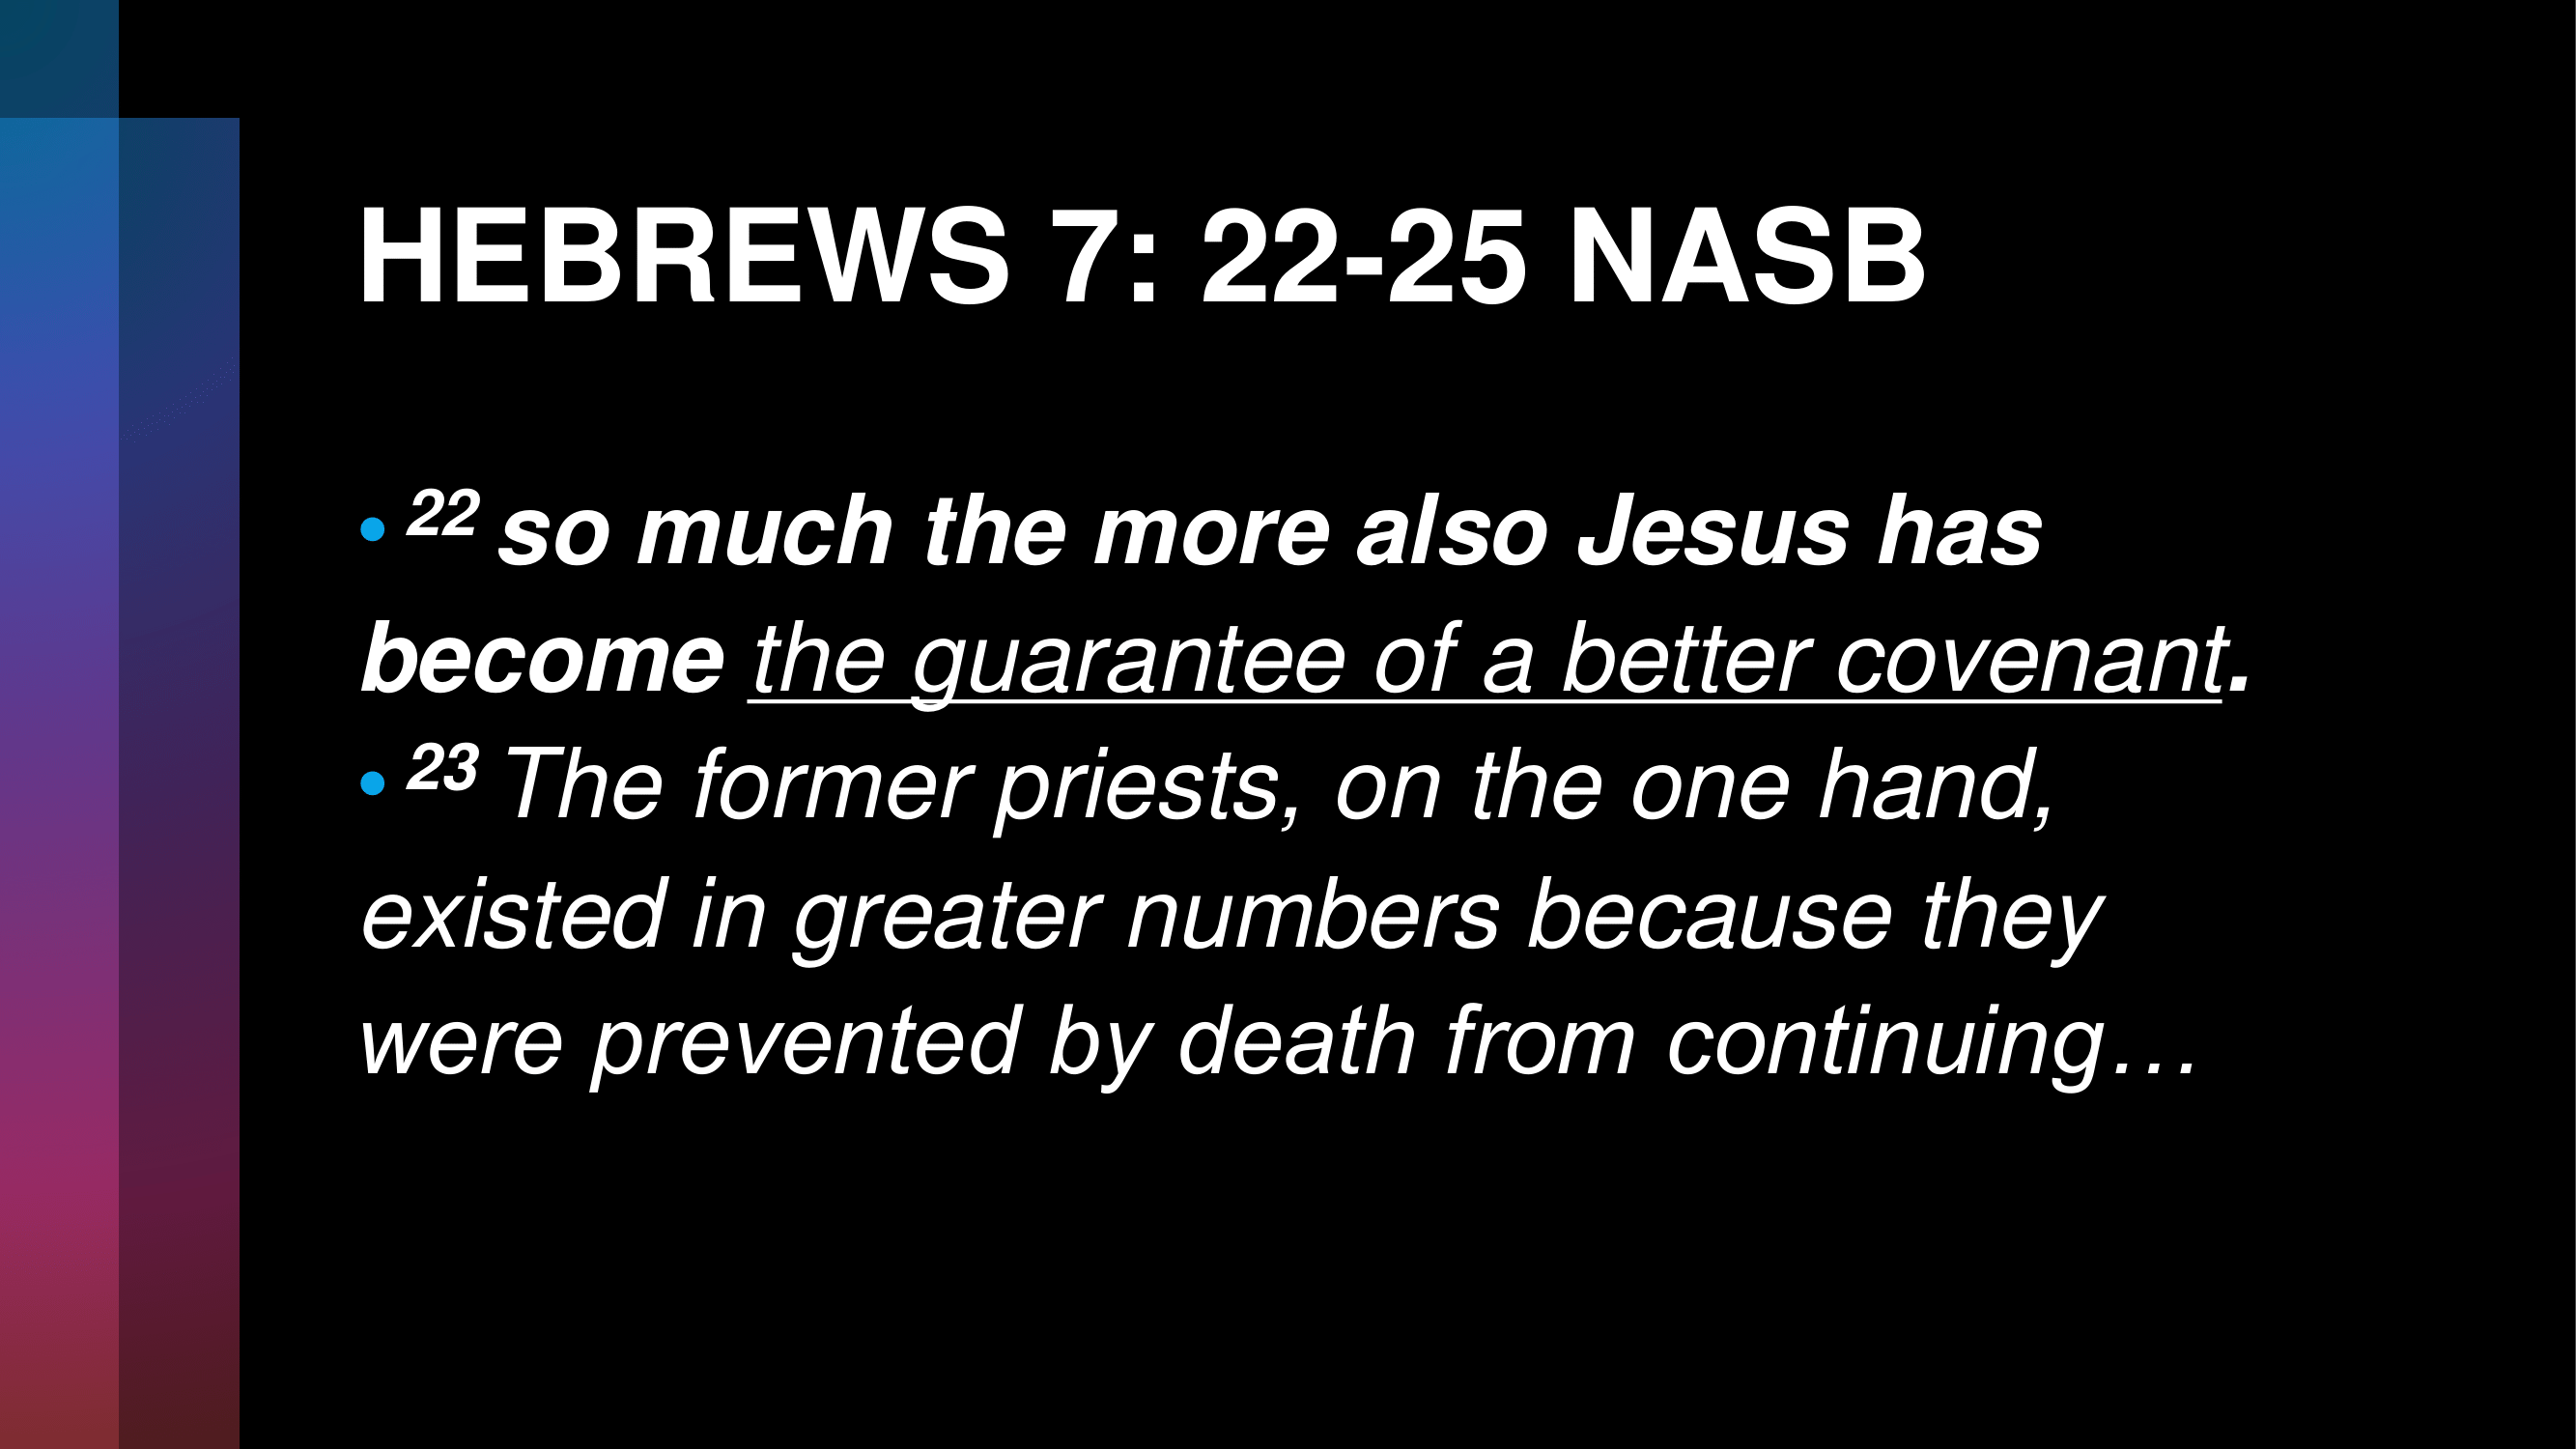 HEBREWS 7: 22-25 NASB
• 22 so much the more also Jesus has
become the guarantee of a better covenant.
• 23 The former priests, on the one hand,
existed in greater numbers because they
were prevented by death from continuing…